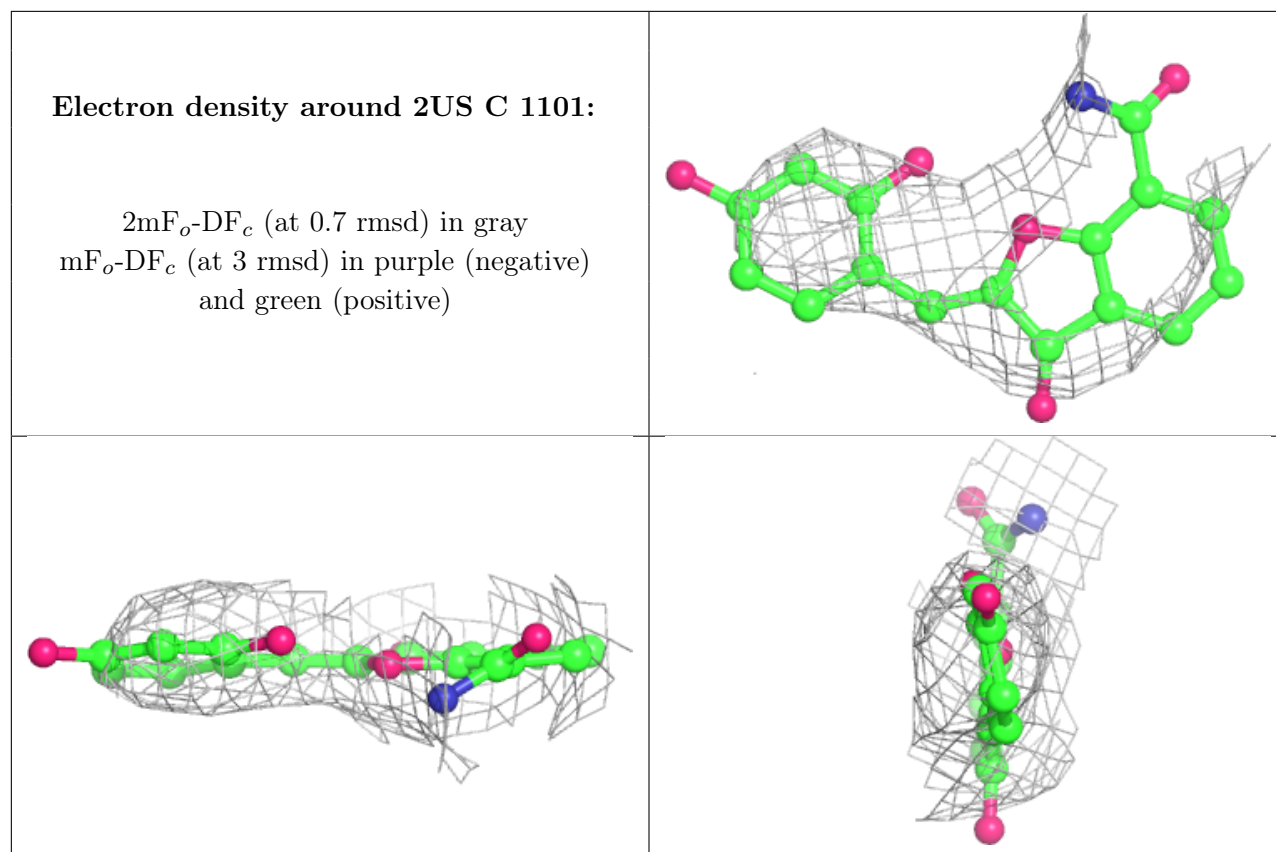 Electron density around 2US C 1101:
2mFo-DFc (at 0.7 rmsd) in gray
mFo-DFc (at 3 rmsd) in purple (negative)
and green (positive)